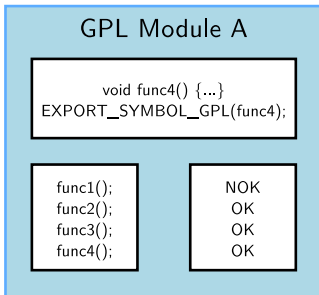 GPL Module A
void func4() {...}
EXPORT_SYMBOL_GPL(func4);
func1();
func2();
func3();
func4();
NOK
OK
OK
OK